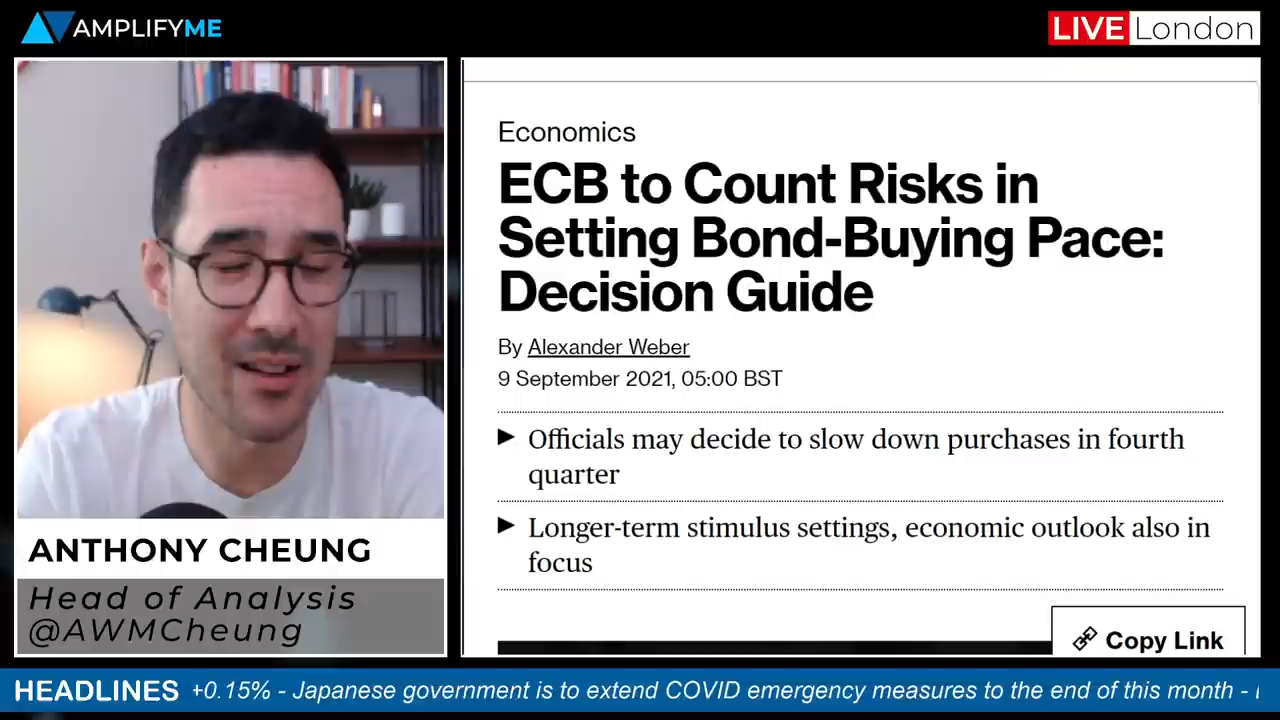 AMPLIFYME
LIVE London
Economics
ECB to Count Risks in
Setting Bond-Buying Pace:
Decision Guide
By Alexander Weber
9 September 2021, 05:00 BST
Officials may decide to slow down purchases in fourth
quarter
Longer-term stimulus settings, economic outlook also in
focus
Copy Link
ANTHONY CHEUNG
Head of Analysis
@AWMCheung
HEADLINES +0.15% - Japanese government is to extend COVID emergency measures to the end of this month -